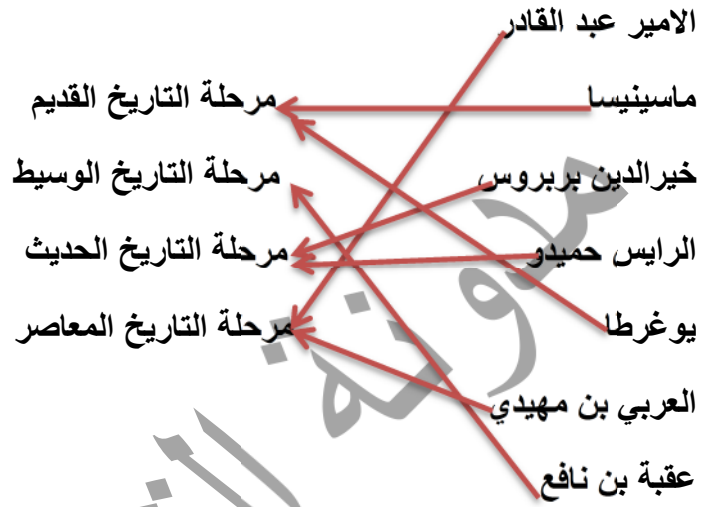 الامير عبد القادر
ماسينيسا
مرحلة التاريخ القديم
خيرالدين بربروس
مرحلة التاريخ الوسيط
الرايس حميدو
مرحلة التاريخ الحديث
يوغرطا
مرحلة التاريخ المعاصر
العربي بن مهيدي
عقبة بن نافع
مدونة